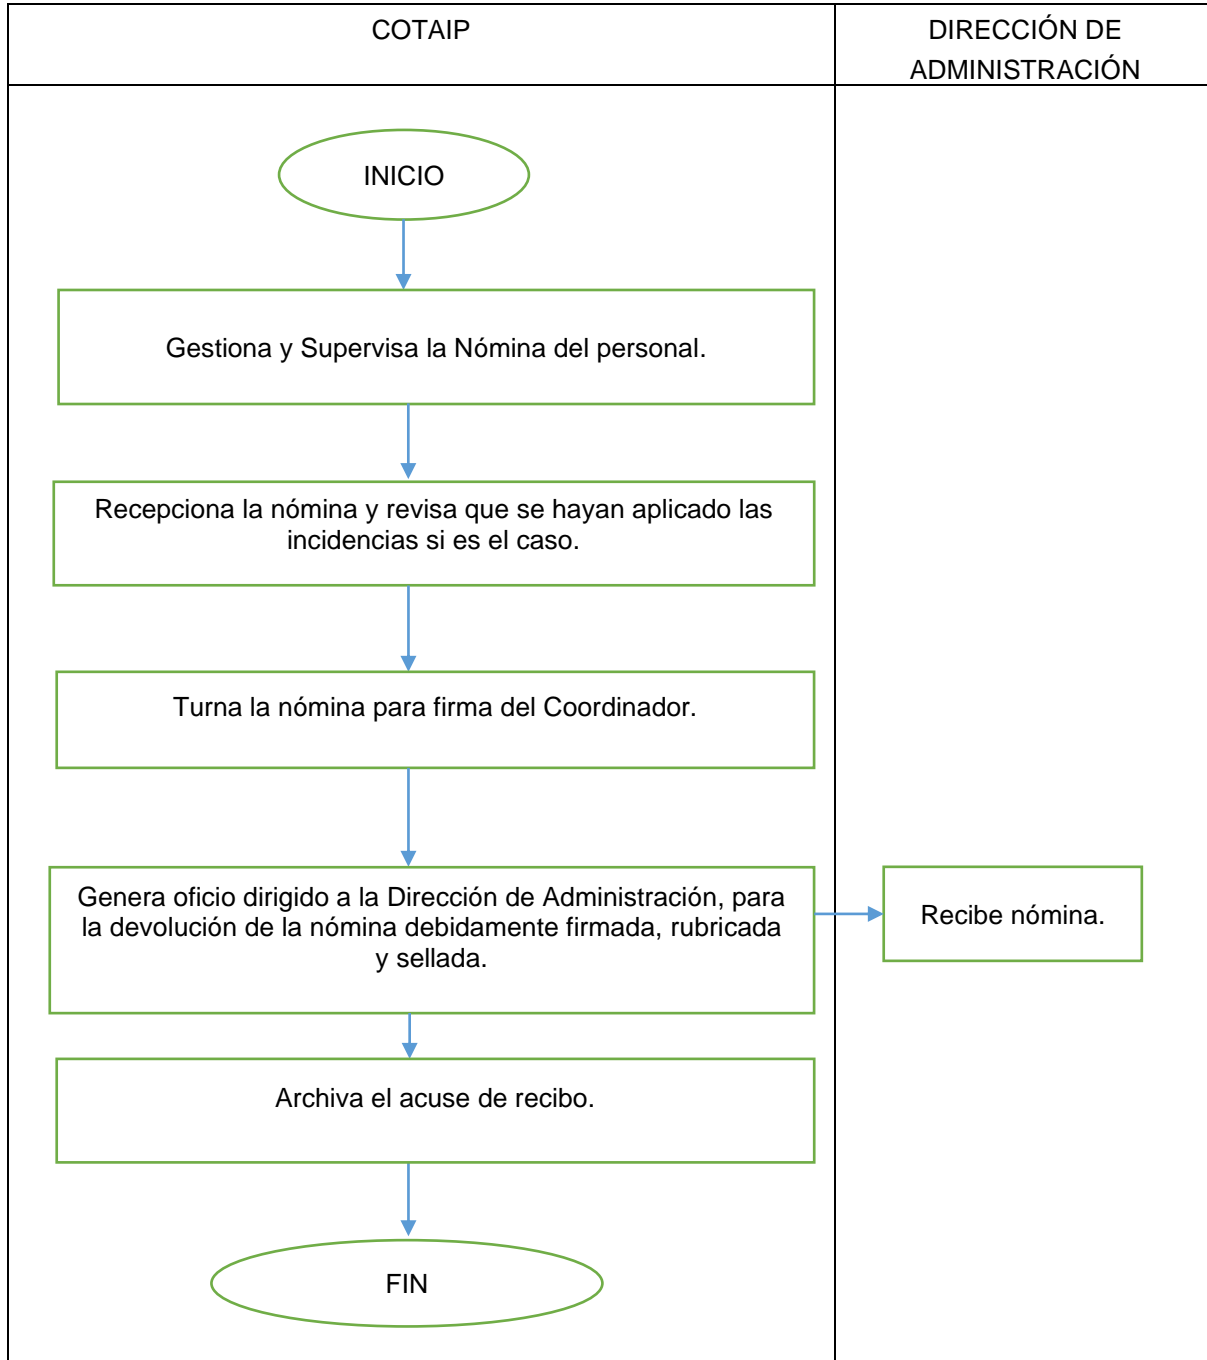 COTAIP
DIRECCIÓN DE
ADMINISTRACIÓN
INICIO
Gestiona y Supervisa la Nómina del personal.
Recepciona la nómina y revisa que se hayan aplicado las
incidencias si es el caso.
Turna la nómina para firma del Coordinador.
Genera oficio dirigido a la Dirección de Administración, para
la devolución de la nómina debidamente firmada, rubricada
y sellada.
Recibe nómina.
Archiva el acuse de recibo.
FIN